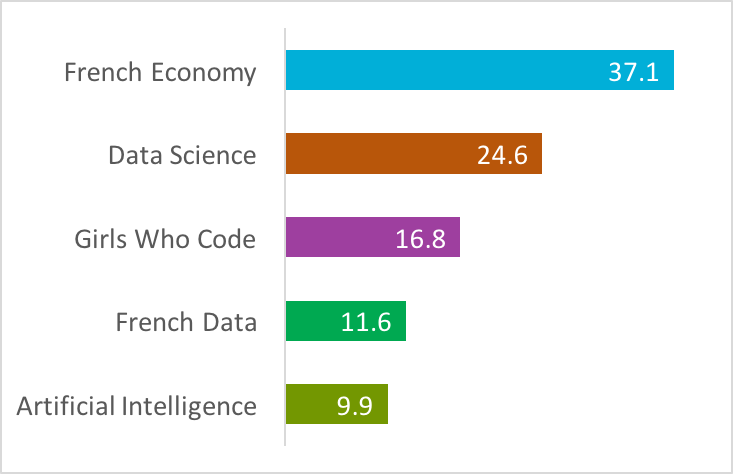 French Economy 37.1
Data Science 24.6
Girls Who Code 16.8
French Data 11.6
Artificial Intelligence 9.9